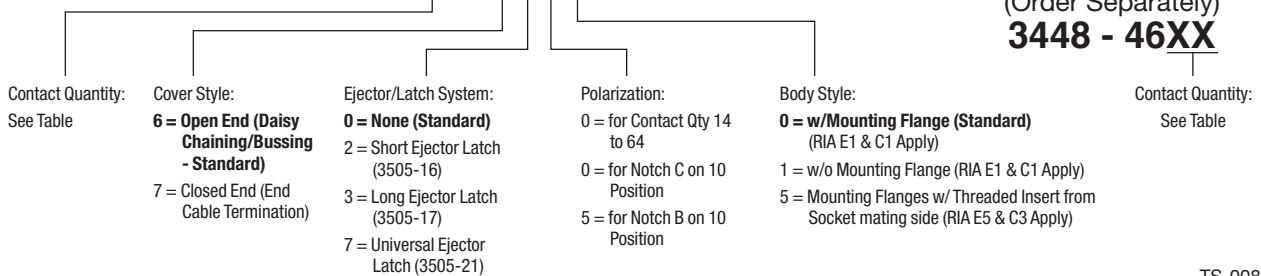 (Order Separately)
3448 - 46XX
Contact Quantity:
See Table
Cover Style:
6 = Open End (Daisy
Chaining/Bussing
- Standard)
7 = Closed End (End
Cable Termination)
Ejector/Latch System:
0 = None (Standard)
2 = Short Ejector Latch
(3505-16)
3 = Long Ejector Latch
(3505-17)
7 = Universal Ejector
Latch (3505-21)
Polarization:
0 = for Contact Qty 14
to 64
0 = for Notch C on 10
Position
5 = for Notch B on 10
Position
Body Style:
0 = w/Mounting Flange (Standard)
(RIA E1 & C1 Apply)
1 = w/o Mounting Flange (RIA E1 & C1 Apply)
5 = Mounting Flanges w/ Threaded Insert from
Socket mating side (RIA E5 & C3 Apply)
Contact Quantity:
See Table